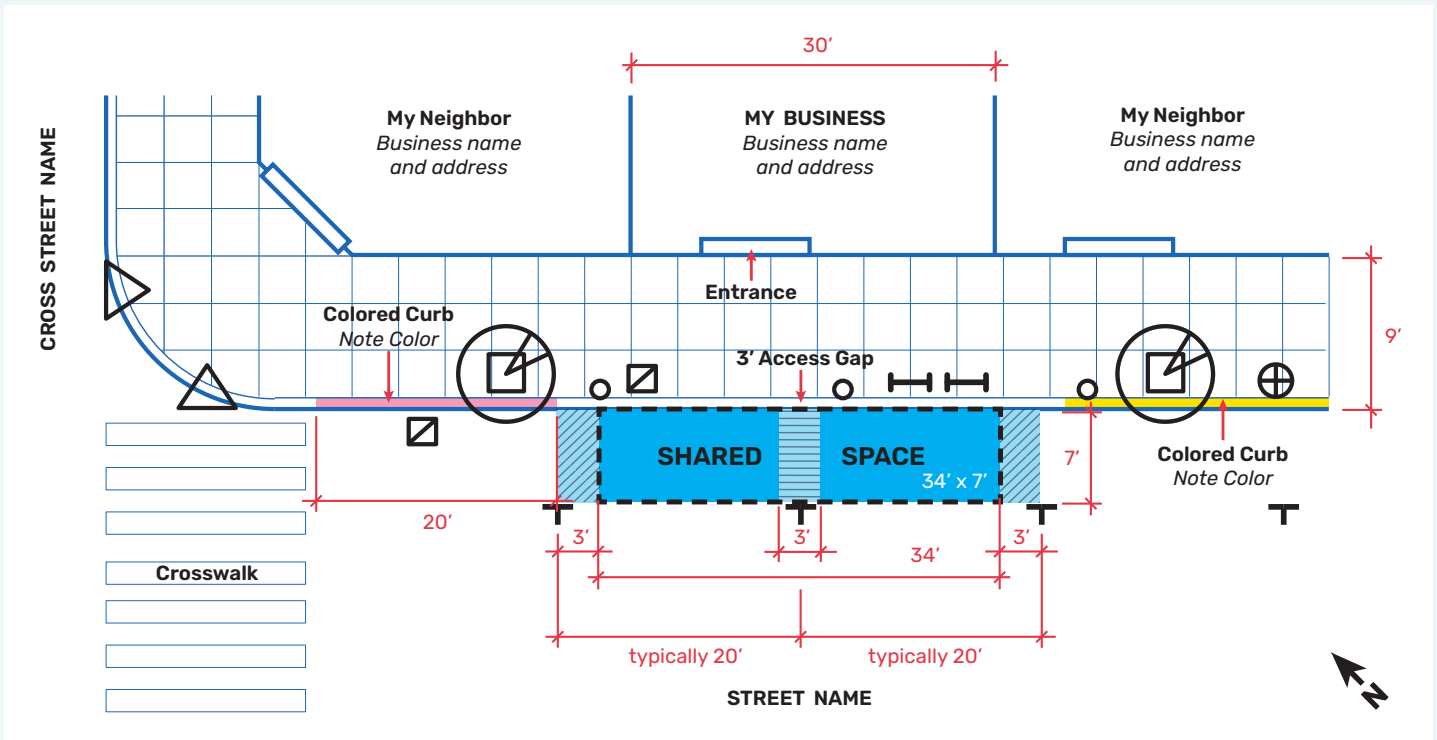 30’
My Neighbor
Business name
and address
MY BUSINESS
Business name
and address
My Neighbor
Business name
and address
CROSS STREET NAME
Entrance
Colored Curb
Note Color
3’ Access Gap
9’
SHARED SPACE
34’ x 7’
7’
Colored Curb
Note Color
20’
3’
3’
3’
34’
Crosswalk
typically 20’
typically 20’
STREET NAME
N